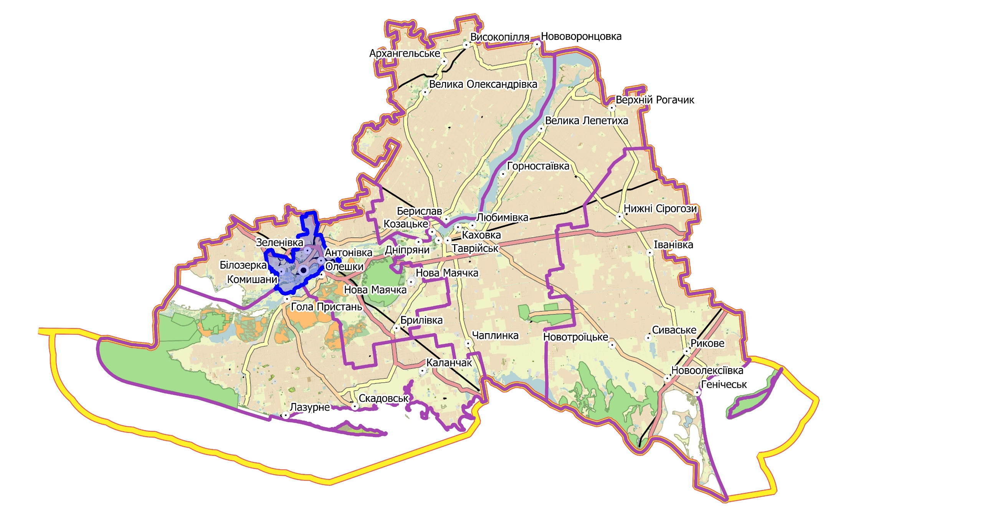 Високопілля
Нововоронцовка
Архангельське
Велика Олександрівка
Верхній Рогачик
Велика Лепетиха
Горностаївка
Нижні Сірогози
Берислав
Любимівка
Козацьке
Каховка
Зеленівка
Іванівка
Дніпряни
Таврійськ
Антонівка
Білозерка
Олешки
Нова Маячка
Комишани
Нова Маячка
Гола Пристань
Брилівка
Сиваське
Чаплинка
Новотроїцьке
Рикове
Каланчак
Новоолексіївка
Генічеськ
Скадовськ
Лазурне